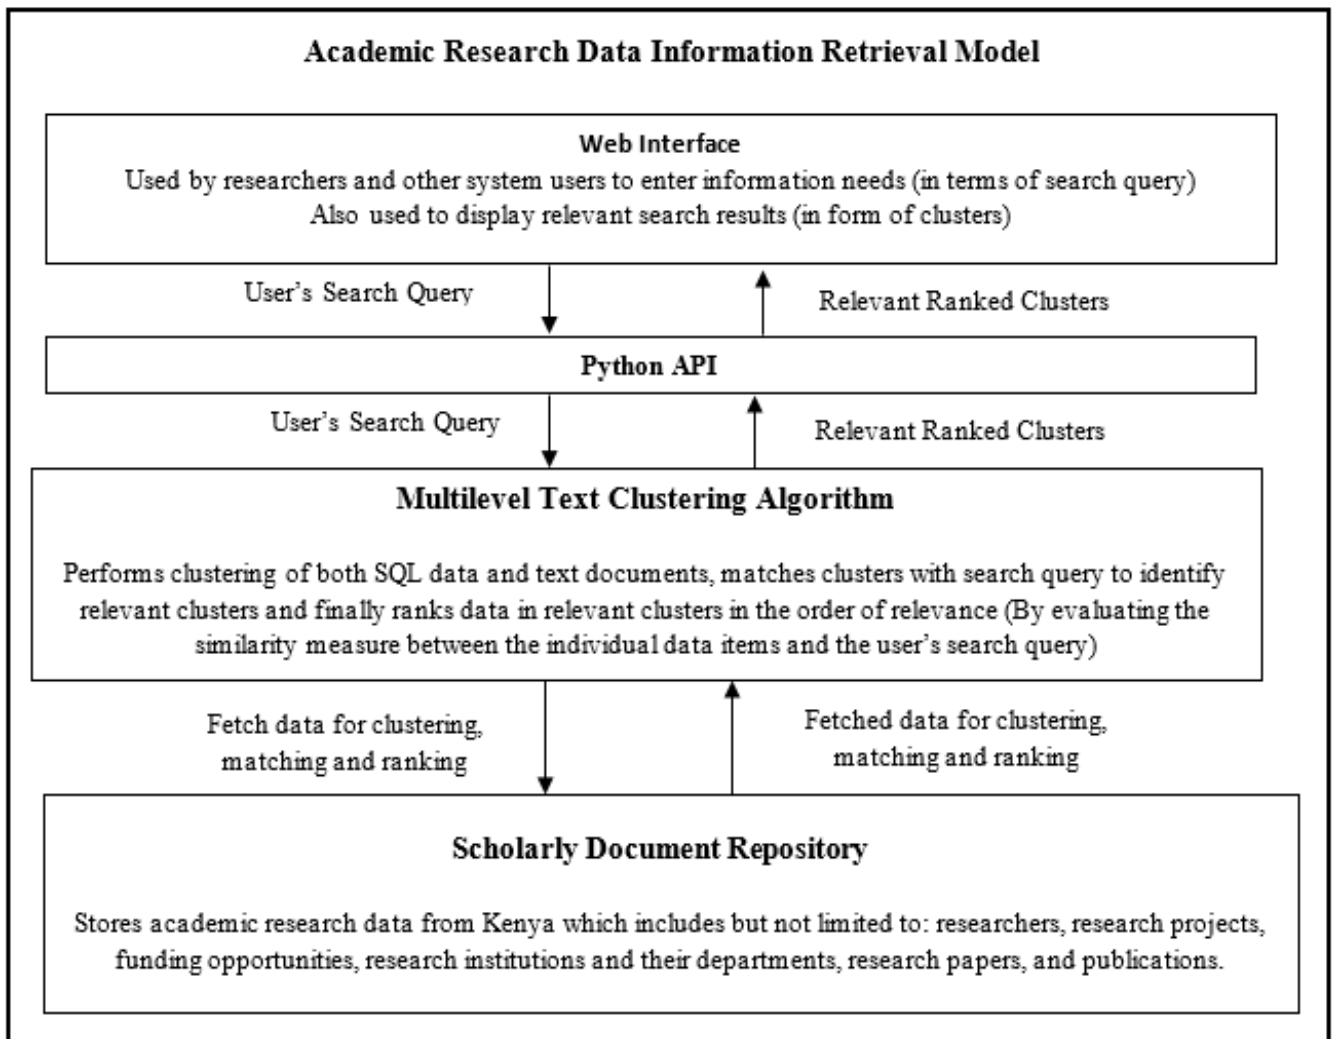 Academic Research Data Information Retrieval Model
Web Interface
Used by researchers and other system users to enter information needs (in terms of search query)
Also used to display relevant search results (in form of clusters)
User's Search Query
Relevant Ranked Clusters
Python API
User's Search Query
Relevant Ranked Clusters
Multilevel Text Clustering Algorithm
Performs clustering of both SQL data and text documents, matches clusters with search query to identify
relevant clusters and finally ranks data in relevant clusters in the order of relevance (By evaluating the
similarity measure between the individual data items and the user's search query)
Fetch data for clustering,
matching and ranking
Fetched data for clustering,
matching and ranking
Scholarly Document Repository
Stores academic research data from Kenya which includes but not limited to: researchers, research projects,
funding opportunities, research institutions and their departments, research papers, and publications.